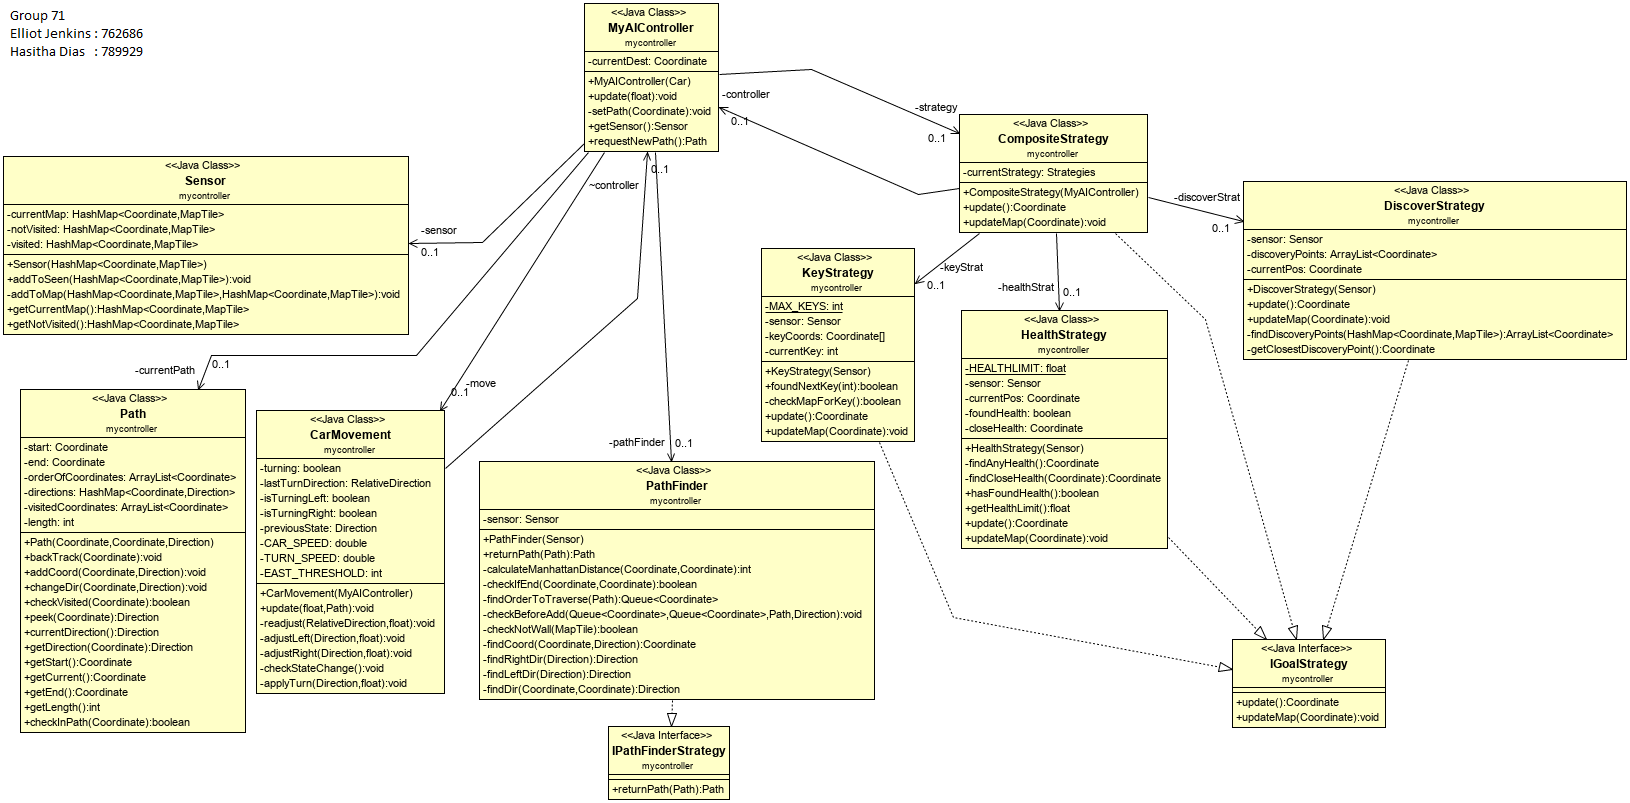 Group 71
Elliot Jenkins : 762686
Hasitha Dias : 789929
<<Java Class>>
MyAIController
mycontroller
-currentDest: Coordinate
+MyAIController(Car)
+update(float):void
-setPath(Coordinate):void
+getSensor():Sensor
+requestNewPath():Path
-controller
0..1
-strategy
0..1
<<Java Class>>
CompositeStrategy
mycontroller
-currentStrategy: Strategies
+CompositeStrategy(MyAIController)
+update():Coordinate
+updateMap(Coordinate):void
<<Java Class>>
Sensor
mycontroller
-currentMap: HashMap<Coordinate,MapTile>
-notVisited: HashMap<Coordinate,MapTile>
-visited: HashMap<Coordinate,MapTile>
+Sensor(HashMap<Coordinate,MapTile>)
+addToSeen(HashMap<Coordinate,MapTile>):void
-addToMap(HashMap<Coordinate,MapTile>,HashMap<Coordinate,MapTile>):void
+getCurrentMap():HashMap<Coordinate,MapTile>
+getNotVisited():HashMap<Coordinate,MapTile>
-sensor
0..1
~controller
0..1
-discoverStrat
0..1
<<Java Class>>
DiscoverStrategy
mycontroller
-sensor: Sensor
-discoveryPoints: ArrayList<Coordinate>
-currentPos: Coordinate
+DiscoverStrategy(Sensor)
+update():Coordinate
+updateMap(Coordinate):void
-findDiscoveryPoints(HashMap<Coordinate,MapTile>):ArrayList<Coordinate>
-getClosestDiscoveryPoint():Coordinate
<<Java Class>>
KeyStrategy
mycontroller
-MAX_KEYS: int
-sensor: Sensor
-keyCoords: Coordinate[]
-currentKey: int
+KeyStrategy(Sensor)
+foundNextKey(int):boolean
-checkMapForKey():boolean
+update():Coordinate
+updateMap(Coordinate):void
-keyStrat
0..1
-healthStrat
0..1
<<Java Class>>
HealthStrategy
mycontroller
-HEALTHLIMIT: float
-sensor: Sensor
-currentPos: Coordinate
-foundHealth: boolean
-closeHealth: Coordinate
+HealthStrategy(Sensor)
-findAnyHealth():Coordinate
-findCloseHealth(Coordinate):Coordinate
+hasFoundHealth():boolean
+getHealthLimit():float
+update():Coordinate
+updateMap(Coordinate):void
-currentPath
0..1
<<Java Class>>
Path
mycontroller
-start: Coordinate
-end: Coordinate
-orderOfCoordinates: ArrayList<Coordinate>
-directions: HashMap<Coordinate,Direction>
-visitedCoordinates: ArrayList<Coordinate>
-length: int
+Path(Coordinate,Coordinate,Direction)
+backTrack(Coordinate):void
+addCoord(Coordinate,Direction):void
+changeDir(Coordinate,Direction):void
+checkVisited(Coordinate):boolean
+peek(Coordinate):Direction
+currentDirection():Direction
+getDirection(Coordinate):Direction
+getStart():Coordinate
+getCurrent():Coordinate
+getEnd():Coordinate
+getLength():int
+checkInPath(Coordinate):boolean
-move
0..1
<<Java Class>>
CarMovement
mycontroller
-turning: boolean
-lastTurnDirection: RelativeDirection
-isTurningLeft: boolean
-isTurningRight: boolean
-previousState: Direction
-CAR_SPEED: double
-TURN_SPEED: double
-EAST_THRESHOLD: int
+CarMovement(MyAIController)
+update(float,Path):void
-readjust(RelativeDirection,float):void
-adjustLeft(Direction,float):void
-adjustRight(Direction,float):void
-checkStateChange():void
-applyTurn(Direction,float):void
-pathFinder
0..1
<<Java Class>>
PathFinder
mycontroller
-sensor: Sensor
+PathFinder(Sensor)
+returnPath(Path):Path
-calculateManhattanDistance(Coordinate,Coordinate):int
-checkIfEnd(Coordinate,Coordinate):boolean
-findOrderToTraverse(Path):Queue<Coordinate>
-checkBeforeAdd(Queue<Coordinate>,Queue<Coordinate>,Path,Direction):void
-checkNotWall(MapTile):boolean
-findCoord(Coordinate,Direction):Coordinate
-findRightDir(Direction):Direction
-findLeftDir(Direction):Direction
-findDir(Coordinate,Coordinate):Direction
<<Java Interface>>
IPathFinderStrategy
mycontroller
+returnPath(Path):Path
<<Java Interface>>
IGoalStrategy
mycontroller
+update():Coordinate
+updateMap(Coordinate):void